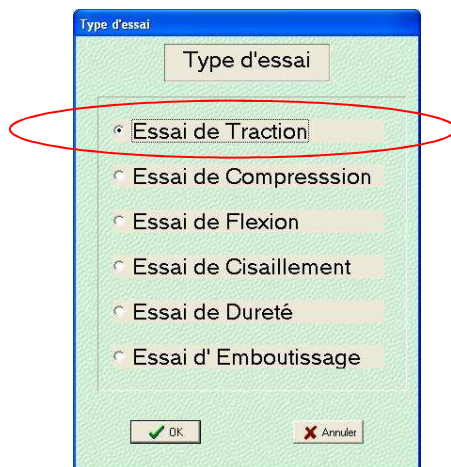 Type d'essai
Type d'essai
Essai de Traction
Essai de Compresssion
Essai de Flexion
Essai de Cisaillement
Essai de Dureté
Essai d' Emboutissage
OK Annuler